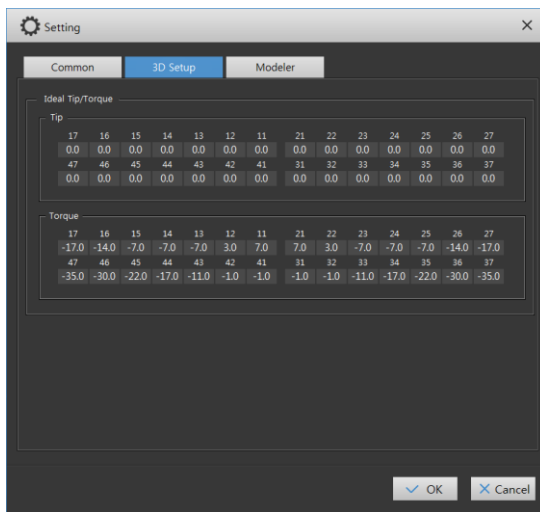 Setting
Common 3D Setup Modeler
Ideal Tip/Torque
Tip
17 16 15 14 13 12 11 21 22 23 24 25 26 27
0.0 0.0 0.0 0.0 0.0 0.0 0.0 0.0 0.0 0.0 0.0 0.0 0.0 0.0
47 46 45 44 43 42 41 31 32 33 34 35 36 37
0.0 0.0 0.0 0.0 0.0 0.0 0.0 0.0 0.0 0.0 0.0 0.0 0.0 0.0
Torque
17 16 15 14 13 12 11 21 22 23 24 25 26 27
-17.0 -14.0 -7.0 -7.0 -7.0 3.0 7.0 7.0 3.0 -7.0 -7.0 -7.0 -14.0 -17.0
47 46 45 44 43 42 41 31 32 33 34 35 36 37
-35.0 -30.0 -22.0 -17.0 -11.0 -1.0 -1.0 -1.0 -1.0 -11.0 -17.0 -22.0 -30.0 -35.0
OK Cancel